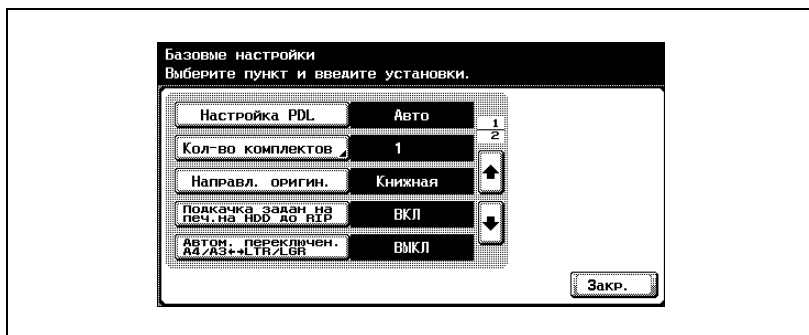 Базовые настройки
Выберите пункт и введите установки.
Настройка PDL Авто
1
2
Кол-во комплектов 1
Направл. оригин. Книжная
Подкачка задан на
печ.на HDD до RIP
ВКЛ
Автом. переключен.
A4/A3↔LTR/LGR
ВЫКЛ
Закр.